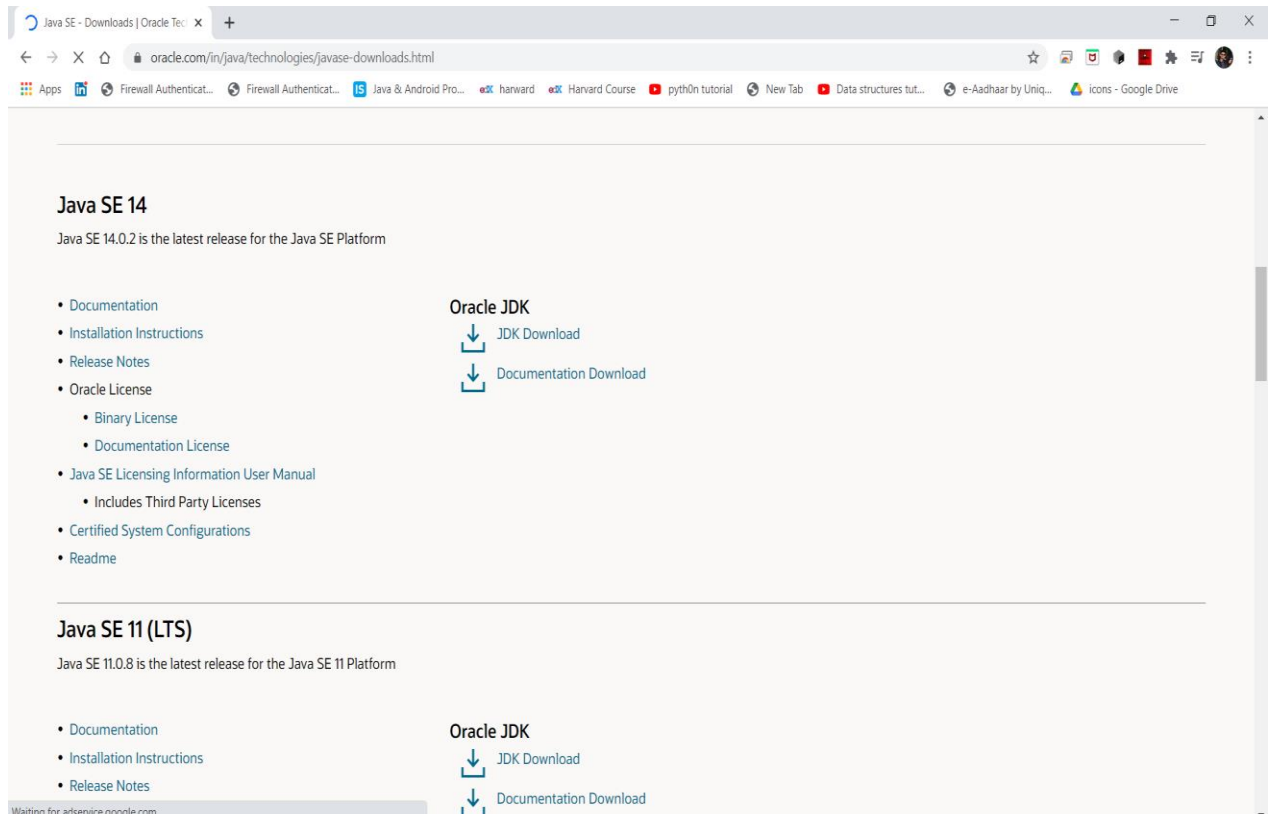 Java SE - Downloads | Oracle Tec
oracle.com/in/java/technologies/javase-downloads.html
Apps Firewall Authenticat... Firewall Authenticat... IS Java & Android Pro... edX harward edX Harvard Course pyth0n tutorial New Tab Data structures tut... e-Aadhaar by Uniq... icons - Google Drive
Java SE 14
Java SE 14.0.2 is the latest release for the Java SE Platform
• Documentation
• Installation Instructions
• Release Notes
• Oracle License
• Binary License
• Documentation License
• Java SE Licensing Information User Manual
• Includes Third Party Licenses
• Certified System Configurations
• Readme
Oracle JDK
JDK Download
Documentation Download
Java SE 11 (LTS)
Java SE 11.0.8 is the latest release for the Java SE 11 Platform
• Documentation
• Installation Instructions
• Release Notes
Oracle JDK
JDK Download
Documentation Download
Waiting for adservice.google.com